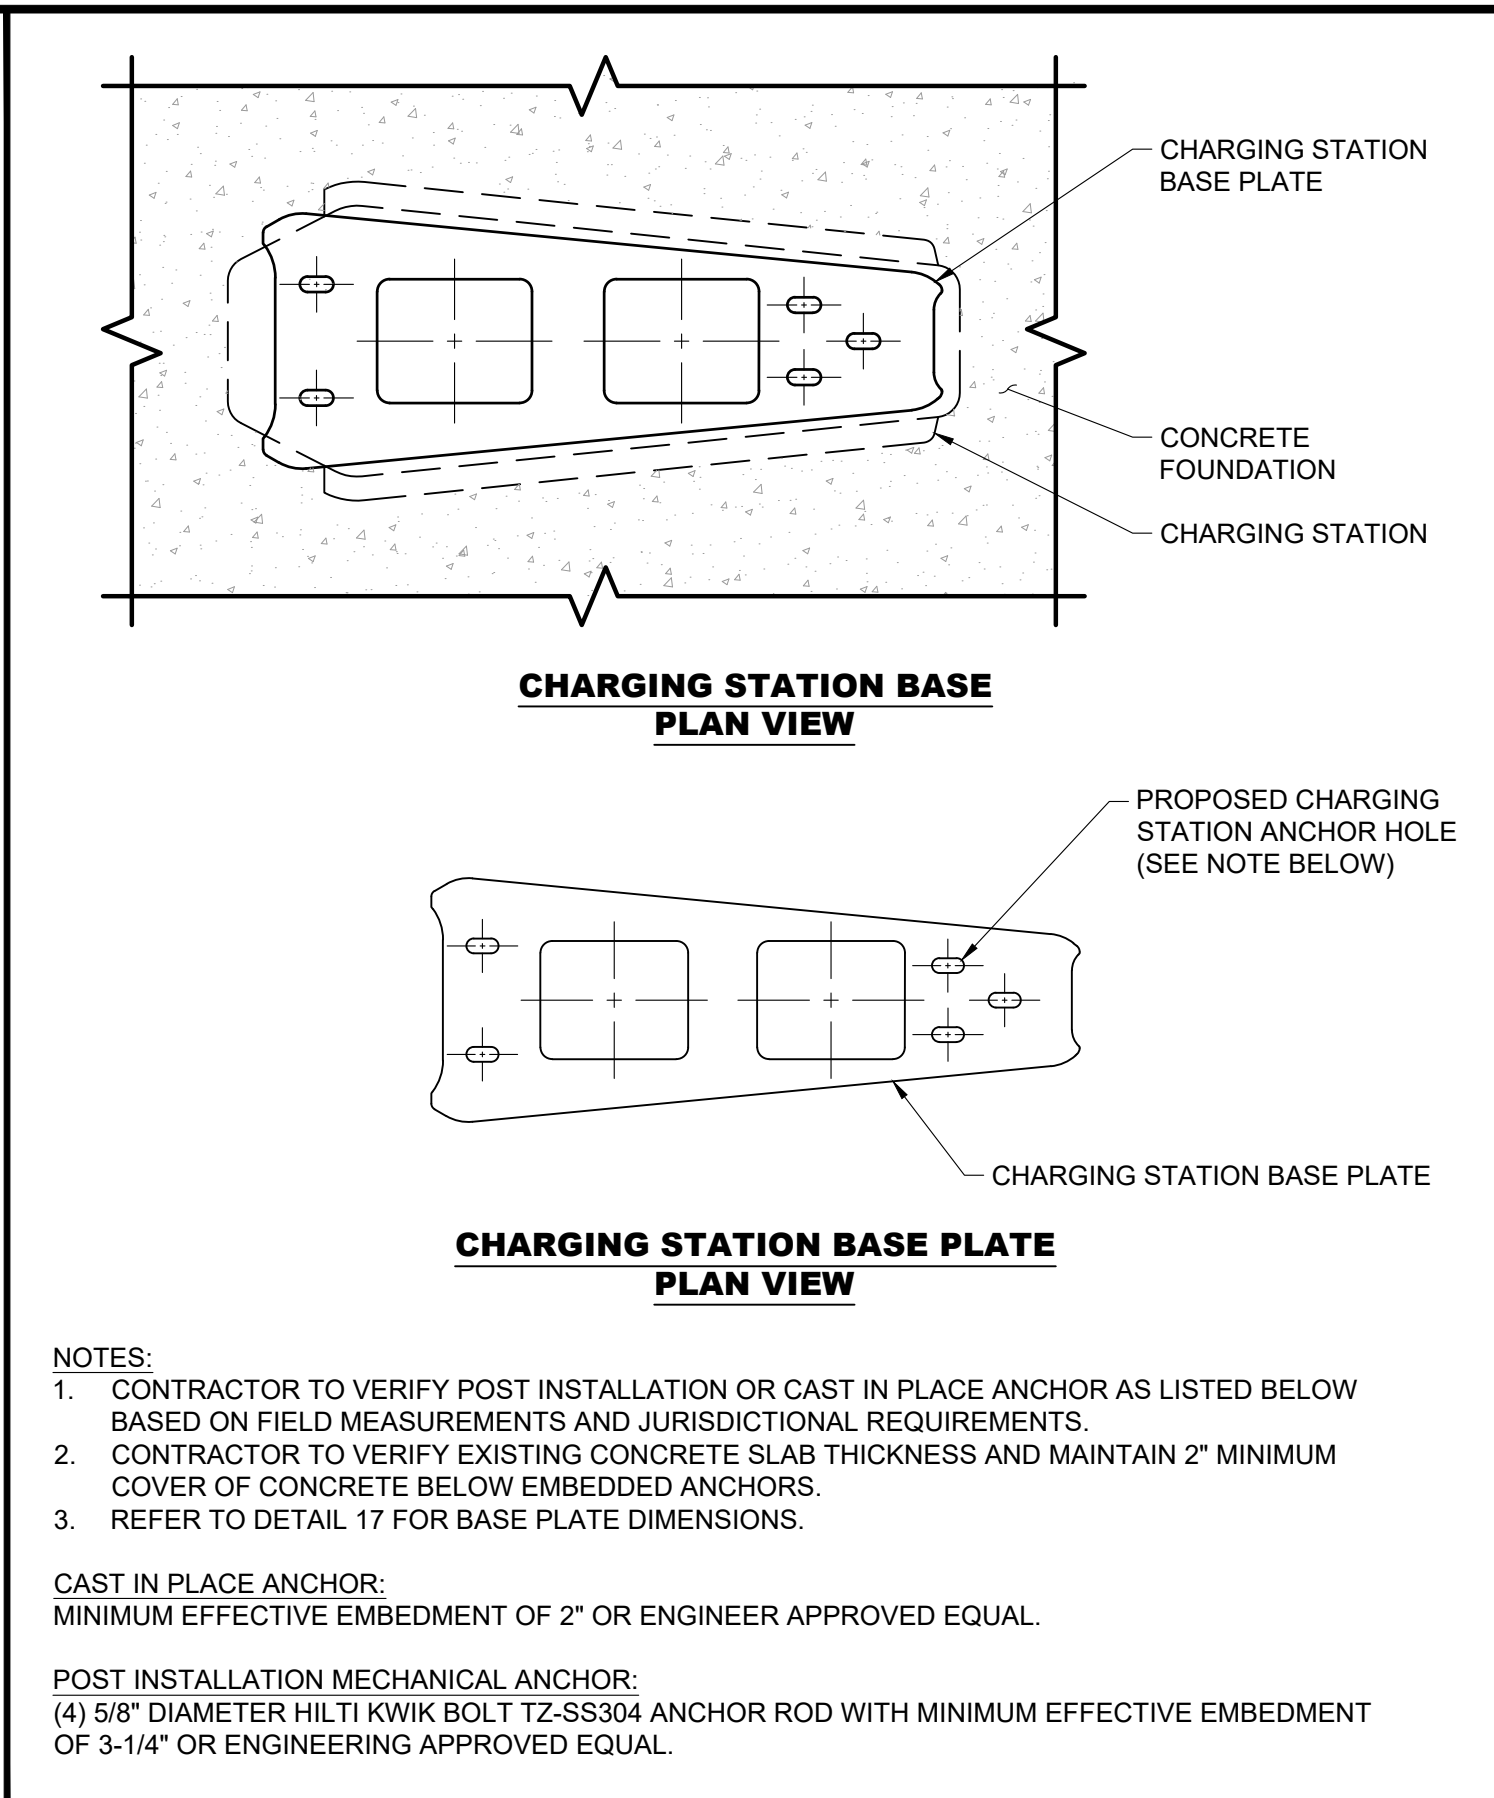 CHARGING STATION
BASE PLATE
CONCRETE
FOUNDATION
CHARGING STATION
CHARGING STATION BASE
PLAN VIEW
PROPOSED CHARGING
STATION ANCHOR HOLE
(SEE NOTE BELOW)
CHARGING STATION BASE PLATE
CHARGING STATION BASE PLATE
PLAN VIEW
NOTES:
1. CONTRACTOR TO VERIFY POST INSTALLATION OR CAST IN PLACE ANCHOR AS LISTED BELOW
BASED ON FIELD MEASUREMENTS AND JURISDICTIONAL REQUIREMENTS.
2. CONTRACTOR TO VERIFY EXISTING CONCRETE SLAB THICKNESS AND MAINTAIN 2" MINIMUM
COVER OF CONCRETE BELOW EMBEDDED ANCHORS.
3. REFER TO DETAIL 17 FOR BASE PLATE DIMENSIONS.
CAST IN PLACE ANCHOR:
MINIMUM EFFECTIVE EMBEDMENT OF 2" OR ENGINEER APPROVED EQUAL.
POST INSTALLATION MECHANICAL ANCHOR:
(4) 5/8" DIAMETER HILTI KWIK BOLT TZ-SS304 ANCHOR ROD WITH MINIMUM EFFECTIVE EMBEDMENT
OF 3-1/4" OR ENGINEERING APPROVED EQUAL.